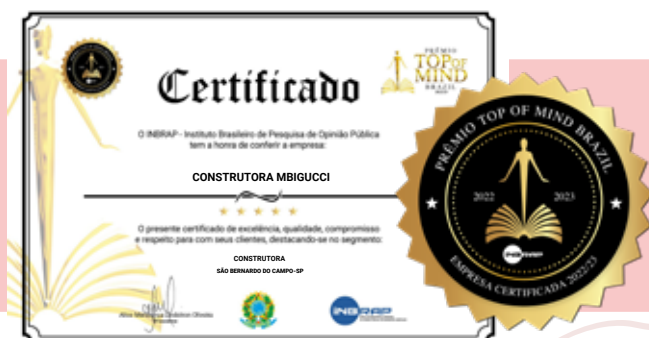 Certificado
PRÊMIO
TOP OF
MIND
BRAZIL
O INBRAP - Instituto Brasileiro de Pesquisa de Opinião Pública
tem a honra de conferir a empresa:
CONSTRUTORA MBIGUCCI
O presente certificado de excelência, qualidade, compromisso
e respeito para com seus clientes, destacando-se no segmento:
CONSTRUTORA
SÃO BERNARDO DO CAMPO-SP
INBRAP
PRÊMIO TOP OF MIND BRAZIL
2022 2023
INBRAP
EMPRESA CERTIFICADA 2022/23